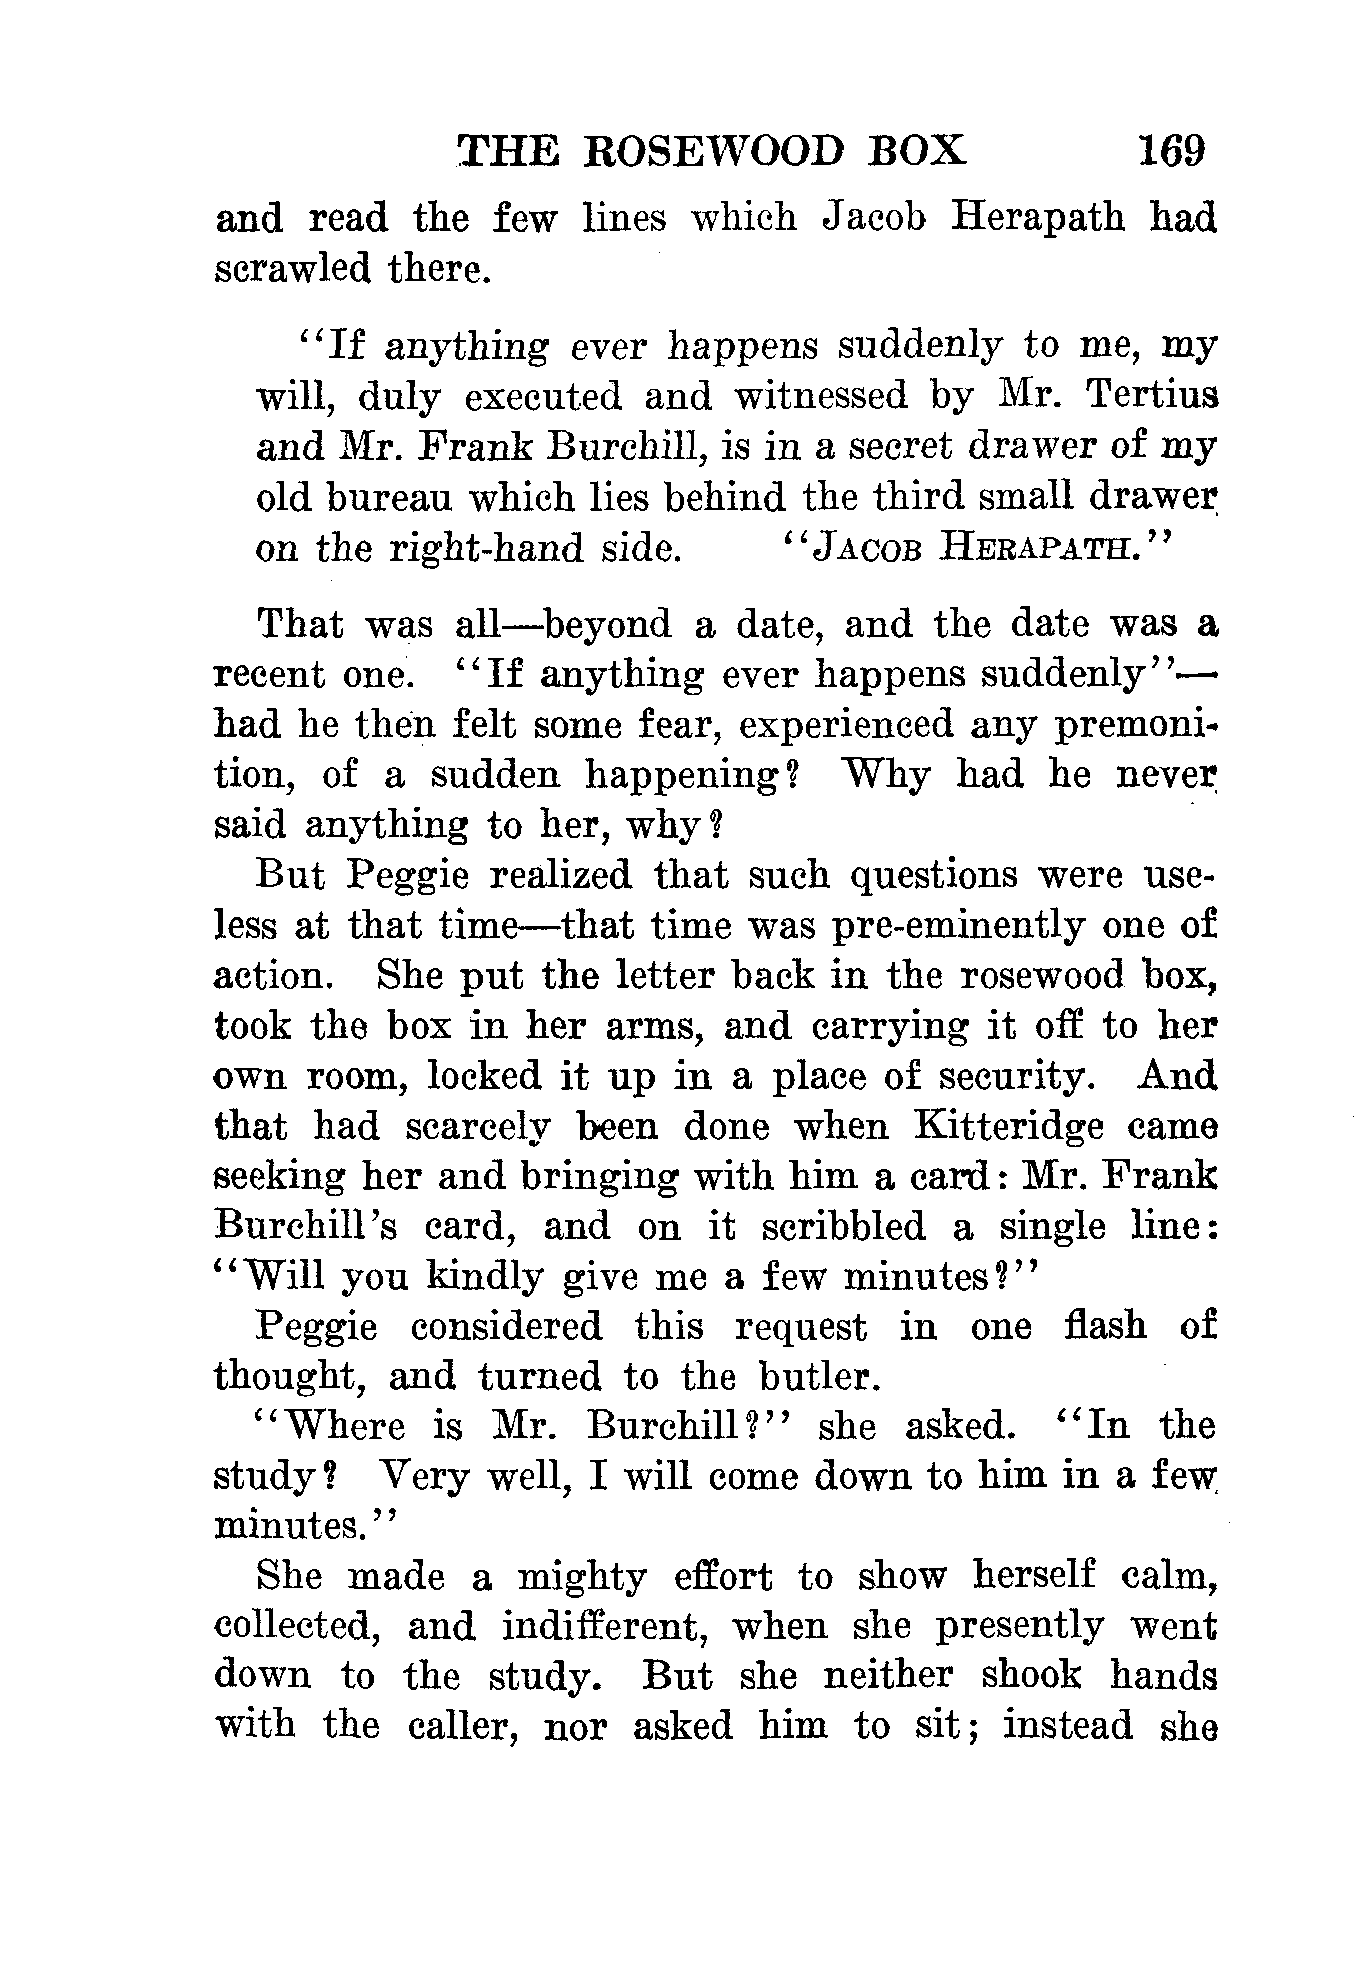 THE ROSEWOOD BOX 169
and read the few lines which Jacob Herapath had
scrawled there.
"If anything ever happens suddenly to me, my
will, duly executed and witnessed by Mr. Tertius
and Mr. Frank Burchill, is in a secret drawer of my
old bureau which lies behind the third small drawer
on the right-hand side. "JACOB HERAPATH."
That was all—beyond a date, and the date was a
recent one. "If anything ever happens suddenly"—
had he then felt some fear, experienced any premoni-
tion, of a sudden happening? Why had he never
said anything to her, why?
But Peggie realized that such questions were use-
less at that time—that time was pre-eminently one of
action. She put the letter back in the rosewood box,
took the box in her arms, and carrying it off to her
own room, locked it up in a place of security. And
that had scarcely been done when Kitteridge came
seeking her and bringing with him a card: Mr. Frank
Burchill's card, and on it scribbled a single line:
"Will you kindly give me a few minutes?"
Peggie considered this request in one flash of
thought, and turned to the butler.
"Where is Mr. Burchill?" she asked. "In the
study? Very well, I will come down to him in a few
minutes."
She made a mighty effort to show herself calm,
collected, and indifferent, when she presently went
down to the study. But she neither shook hands
with the caller, nor asked him to sit; instead she